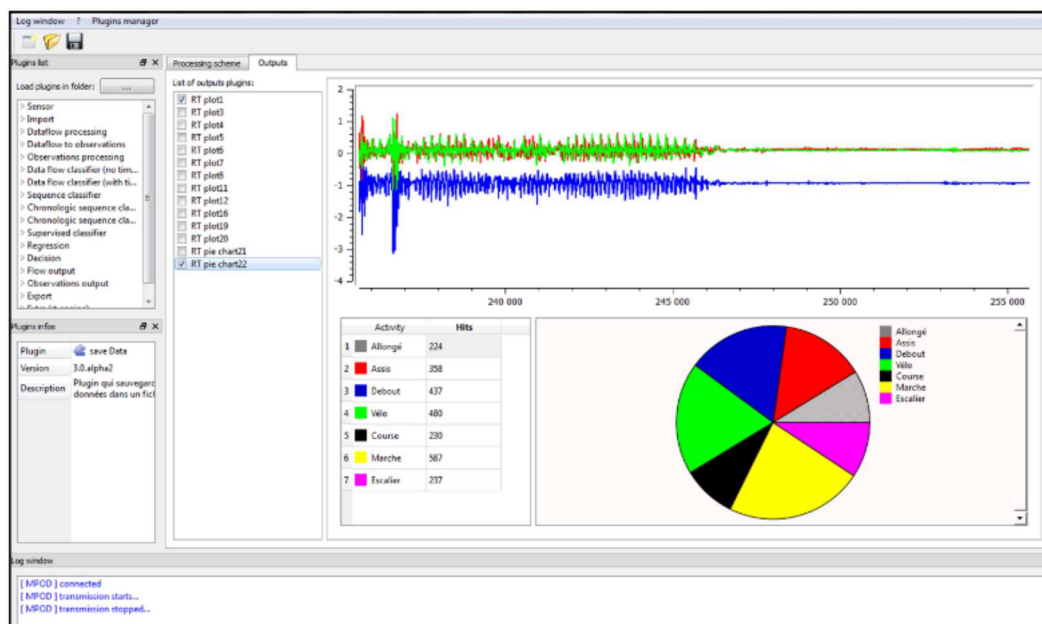 Log window ? Plugins manager
Plugins list
Load plugins in folder: ...
Sensor
Import
Dataflow processing
Dataflow to observations
Observations processing
Data flow classifier (no tim...
Data flow classifier (with ti...
Sequence classifier
Chronologic sequence cla...
Chronologic sequence cla...
Supervised classifier
Regression
Decision
Flow output
Observations output
Export
Plugins infos
Plugin save Data
Version 3.0.alpha2
Description Plugin qui sauvegard
données dans un fich
Processing scheme Outputs
List of outputs plugins:
RT plot1
RT plot3
RT plot4
RT plot5
RT plot6
RT plot7
RT plot8
RT plot11
RT plot12
RT plot16
RT plot19
RT plot20
RT pie chart21
RT pie chart22
2
1
0
-1
-2
-3
-4
240 000 245 000 250 000 255 000
Activity Hits
1 Allongé 224
2 Assis 358
3 Debout 437
4 Vélo 480
5 Course 230
6 Marche 587
7 Escalier 237
Allongé
Assis
Debout
Vélo
Course
Marche
Escalier
Log window
[ MPOD ] connected
[ MPOD ] transmission starts...
[ MPOD ] transmission stopped...